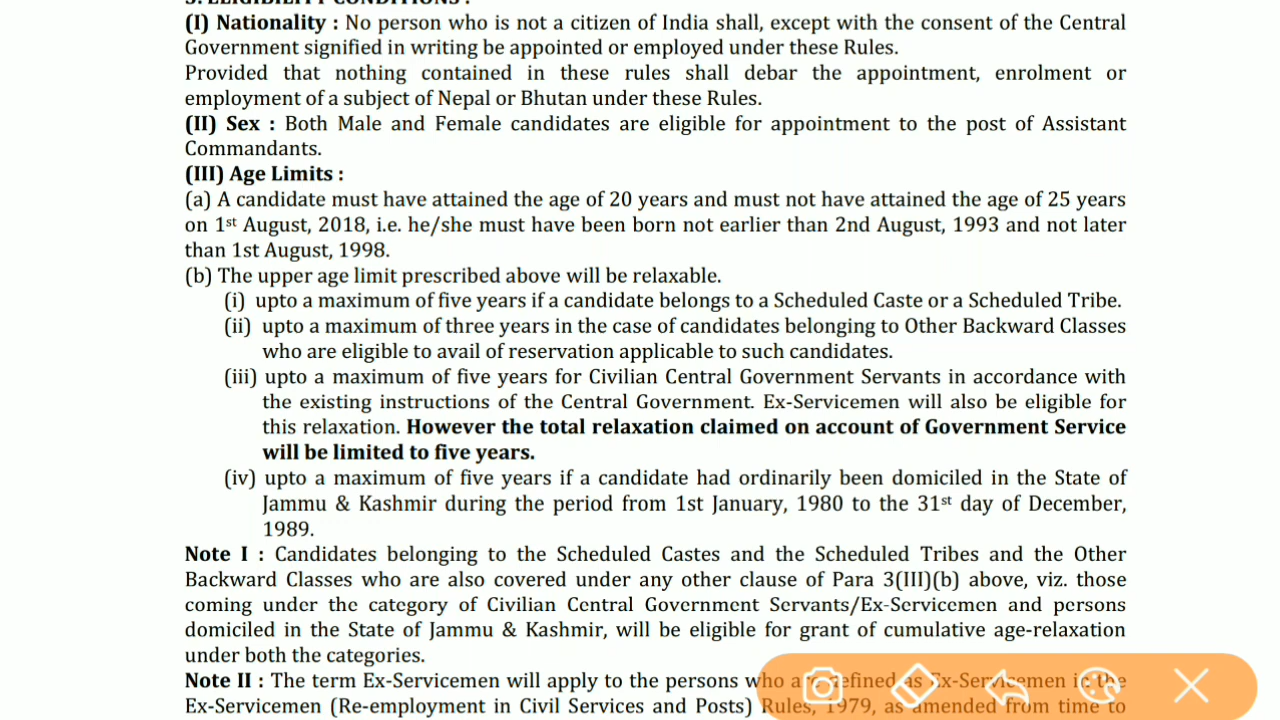 3. ELIGIBILITY CONDITIONS :
(I) Nationality : No person who is not a citizen of India shall, except with the consent of the Central
Government signified in writing be appointed or employed under these Rules.
Provided that nothing contained in these rules shall debar the appointment, enrolment or
employment of a subject of Nepal or Bhutan under these Rules.
(II) Sex : Both Male and Female candidates are eligible for appointment to the post of Assistant
Commandants.
(III) Age Limits :
(a) A candidate must have attained the age of 20 years and must not have attained the age of 25 years
on 1st August, 2018, i.e. he/she must have been born not earlier than 2nd August, 1993 and not later
than 1st August, 1998.
(b) The upper age limit prescribed above will be relaxable.
(i) upto a maximum of five years if a candidate belongs to a Scheduled Caste or a Scheduled Tribe.
(ii) upto a maximum of three years in the case of candidates belonging to Other Backward Classes
who are eligible to avail of reservation applicable to such candidates.
(iii) upto a maximum of five years for Civilian Central Government Servants in accordance with
the existing instructions of the Central Government. Ex-Servicemen will also be eligible for
this relaxation. However the total relaxation claimed on account of Government Service
will be limited to five years.
(iv) upto a maximum of five years if a candidate had ordinarily been domiciled in the State of
Jammu & Kashmir during the period from 1st January, 1980 to the 31st day of December,
1989.
Note I : Candidates belonging to the Scheduled Castes and the Scheduled Tribes and the Other
Backward Classes who are also covered under any other clause of Para 3(III)(b) above, viz. those
coming under the category of Civilian Central Government Servants/Ex-Servicemen and persons
domiciled in the State of Jammu & Kashmir, will be eligible for grant of cumulative age-relaxation
under both the categories.
Note II : The term Ex-Servicemen will apply to the persons who are defined as Ex-Servicemen in the
Ex-Servicemen (Re-employment in Civil Services and Posts) Rules, 1979, as amended from time to